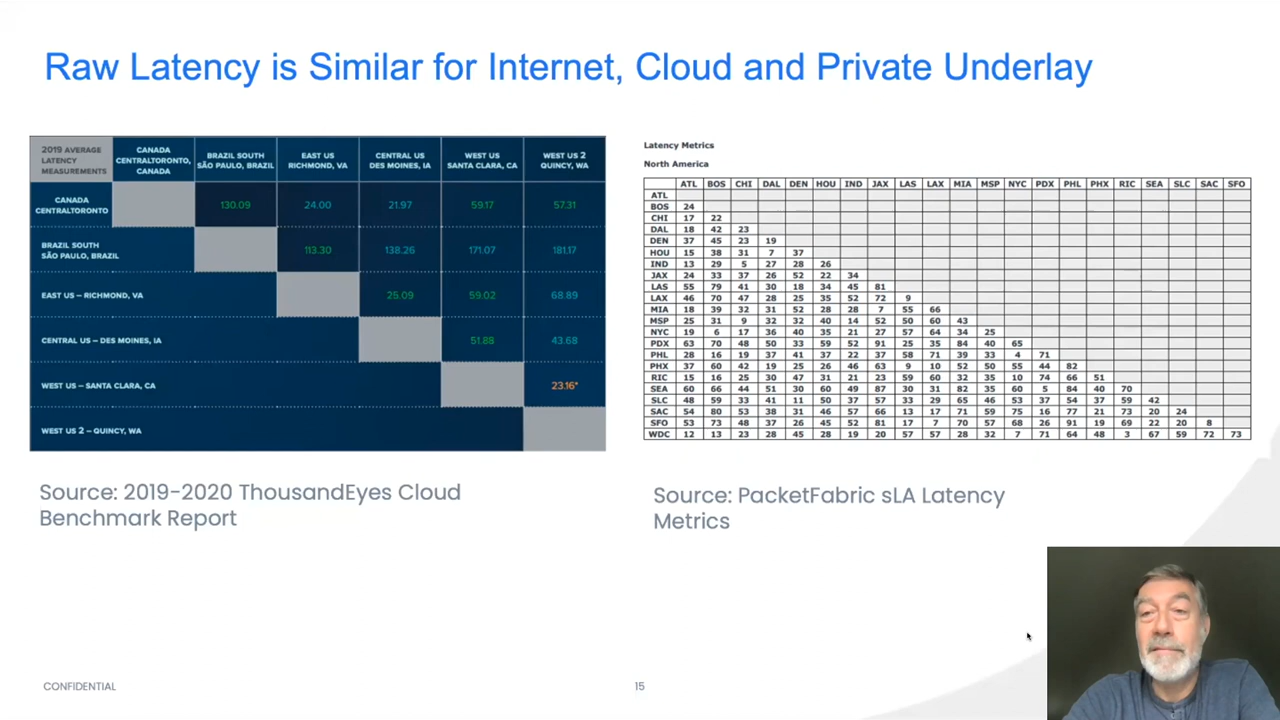 Raw Latency is Similar for Internet, Cloud and Private Underlay
2019 AVERAGE LATENCY MEASUREMENTS
CANADA CENTRALTORONTO, CANADA
BRAZIL SOUTH SÃO PAULO, BRAZIL
EAST US RICHMOND, VA
CENTRAL US DES MOINES, IA
WEST US SANTA CLARA, CA
WEST US 2 QUINCY, WA
CANADA CENTRALTORONTO 130.09 24.00 21.97 59.17 57.31
BRAZIL SOUTH SÃO PAULO, BRAZIL 113.30 138.26 171.07 181.17
EAST US – RICHMOND, VA 25.09 59.02 68.89
CENTRAL US – DES MOINES, IA 51.88 43.68
WEST US – SANTA CLARA, CA 23.16*
WEST US 2 – QUINCY, WA
Source: 2019-2020 ThousandEyes Cloud
Benchmark Report
Latency Metrics
North America
ATL BOS CHI DAL DEN HOU IND JAX LAS LAX MIA MSP NYC PDX PHL PHX RIC SEA SLC SAC SFO
ATL
BOS 24
CHI 17 22
DAL 18 42 23
DEN 37 45 23 19
HOU 15 38 31 7 37
IND 13 29 5 27 28 26
JAX 24 33 37 26 52 22 34
LAS 55 79 41 30 18 34 45 81
LAX 46 70 47 28 25 35 52 72 9
MIA 18 39 32 31 52 28 28 7 55 66
MSP 25 31 9 32 32 40 14 52 50 60 43
NYC 19 6 17 36 40 35 21 27 57 64 34 25
PDX 63 70 48 50 33 59 52 91 25 35 84 40 65
PHL 28 16 19 37 41 37 22 37 58 71 39 33 4 71
PHX 37 60 42 19 25 26 46 63 9 10 52 50 55 44 82
RIC 15 16 25 30 47 31 21 23 59 60 32 35 10 74 66 51
SEA 60 66 44 51 30 60 49 87 30 31 82 35 60 5 84 40 70
SLC 48 59 33 41 11 50 37 57 33 29 65 46 53 37 54 37 59 42
SAC 54 80 53 38 31 46 57 66 13 17 71 59 75 16 77 21 73 20 24
SFO 53 73 48 37 26 45 52 81 17 7 70 57 68 26 91 19 69 22 20 8
WDC 12 13 23 28 45 28 19 20 57 57 28 32 7 71 64 48 3 67 59 72 73
Source: PacketFabric sLA Latency
Metrics
CONFIDENTIAL
15